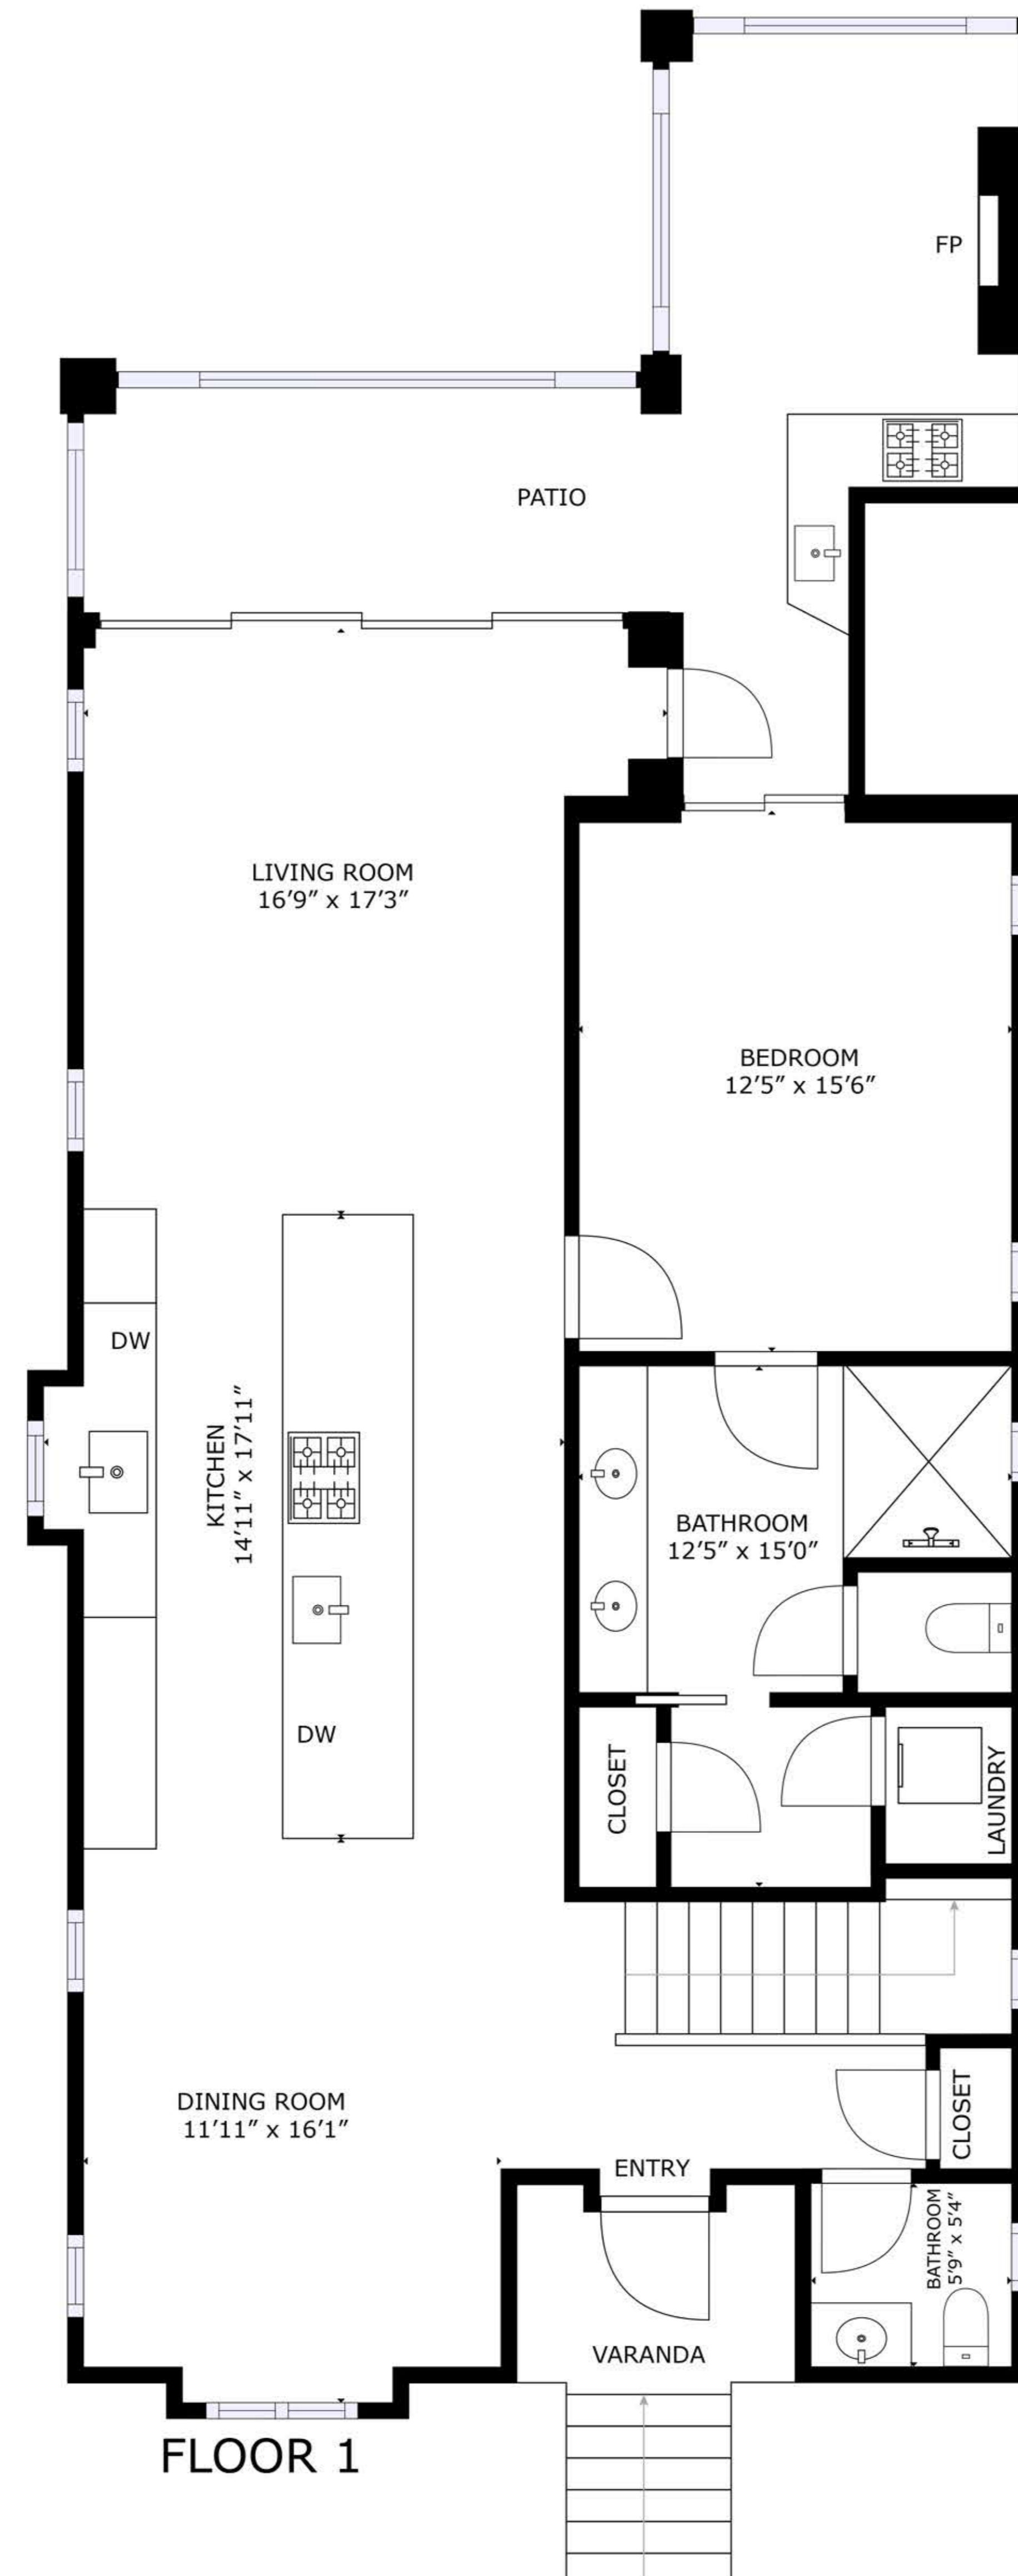 FP
PATIO
LIVING ROOM
16'9" x 17'3"
BEDROOM
12'5" x 15'6"
DW
KITCHEN
14'11" x 17'11"
BATHROOM
12'5" x 15'0"
DW
CLOSET
LAUNDRY
DINING ROOM
11'11" x 16'1"
CLOSET
ENTRY
BATHROOM
5'9" x 5'4"
VARANDA
FLOOR 1